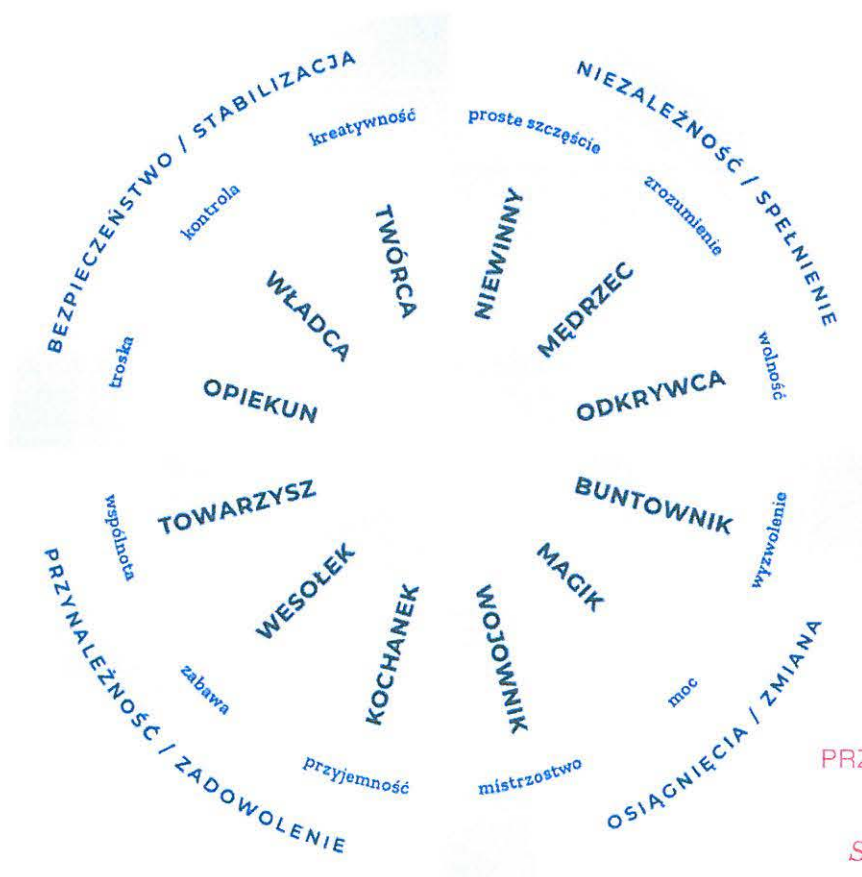 BEZPIECZEŃSTWO / STABILIZACJA
kreatywność
kontrola
troska
TWÓRCA
WŁADCA
OPIEKUN
NIEZALEŻNOŚĆ / SPEŁNIENIE
proste szczęście
zrozumienie
wolność
NIEWINNY
MĘDRZEC
ODKRYWCA
BUNTOWNIK
MAGIK
WOJOWNIK
wyzwolenie
moc
mistrzostwo
OSIĄGNIĘCIA / ZMIANA
TOWARZYSZ
WESOŁEK
KOCHANEK
wspólnota
zabawa
przyjemność
PRZYNALEŻNOŚĆ / ZADOWOLENIE
PRZ
S